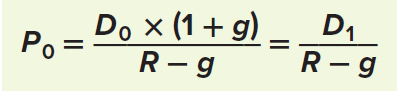 P₀ = D₀ × (1 + g) / R − g = D₁ / R − g